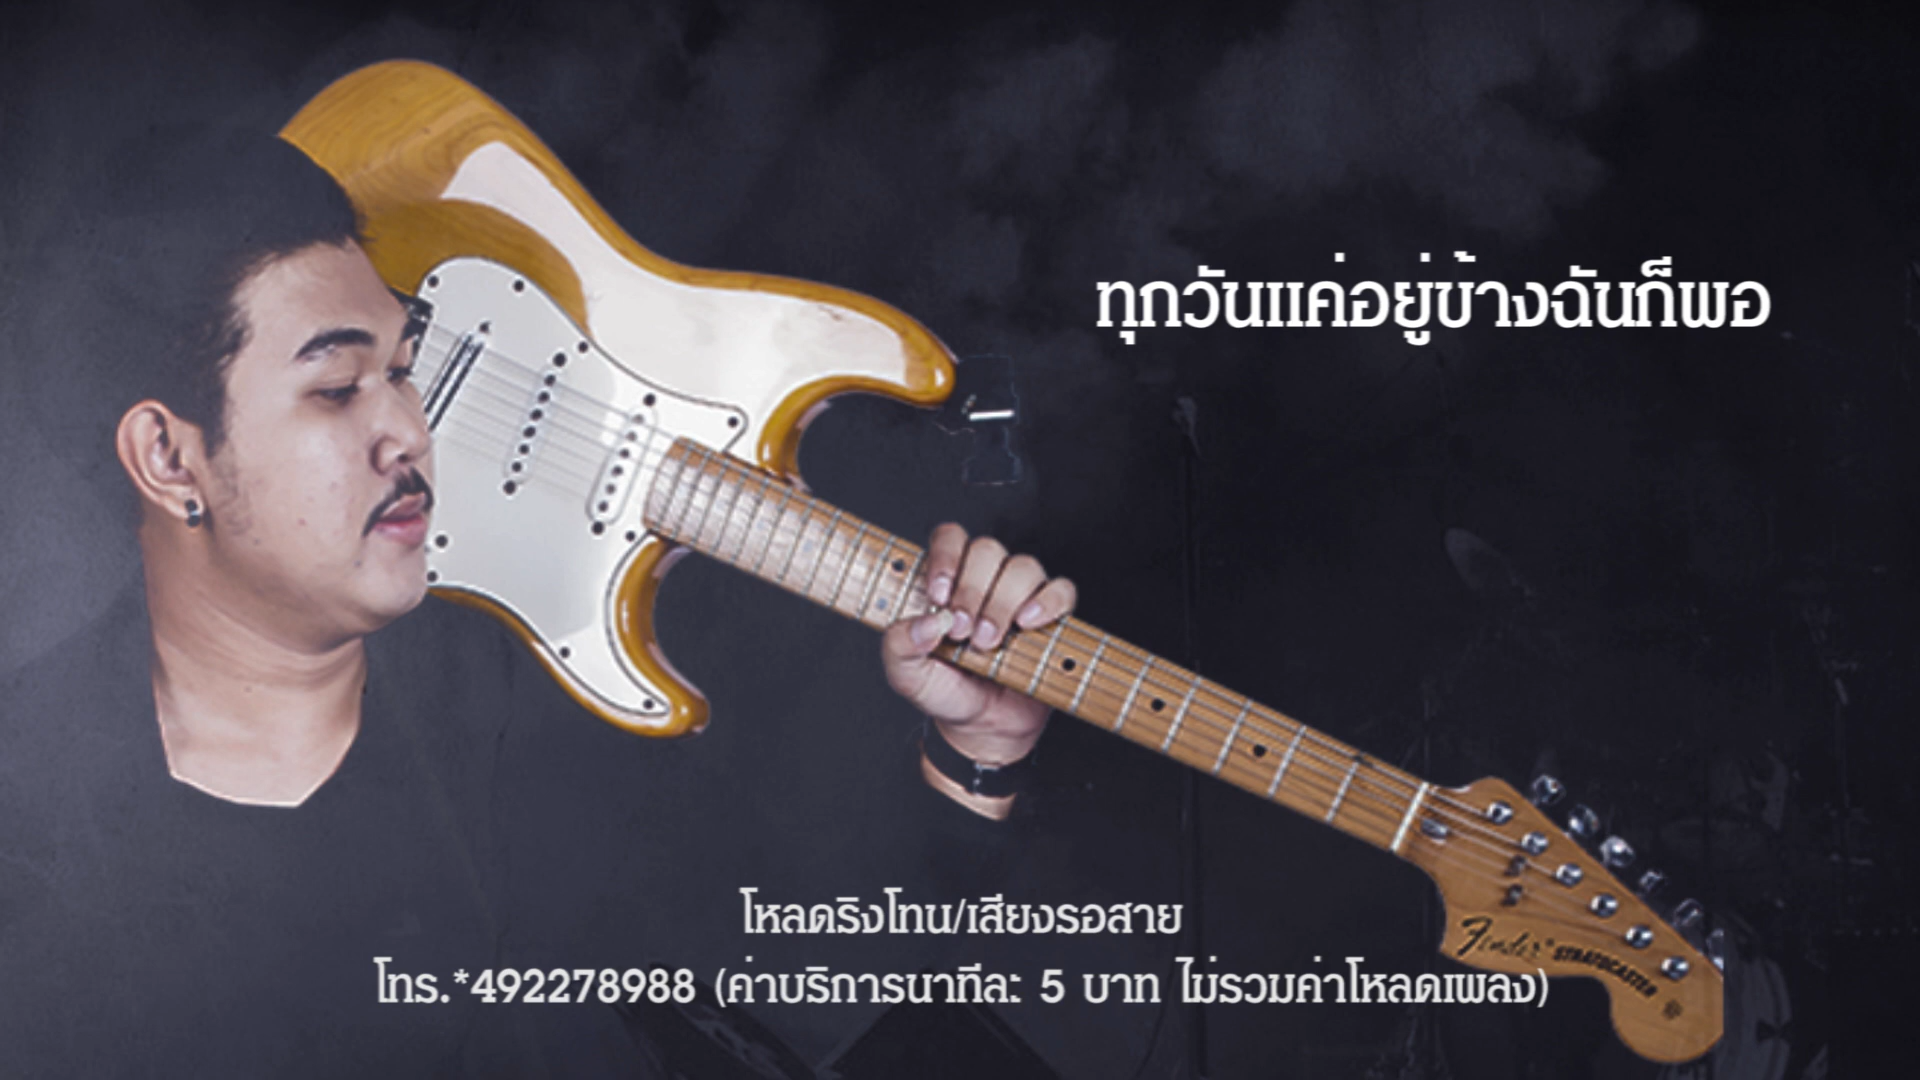 ทุกวันแค่อยู่ข้างฉันก็พอ
โหลดริงโทน/เสียงรอสาย
โทร.*492278988 (ค่าบริการนาทีละ 5 บาท ไม่รวมค่าโหลดเพลง)
Fender® STRATOCASTER